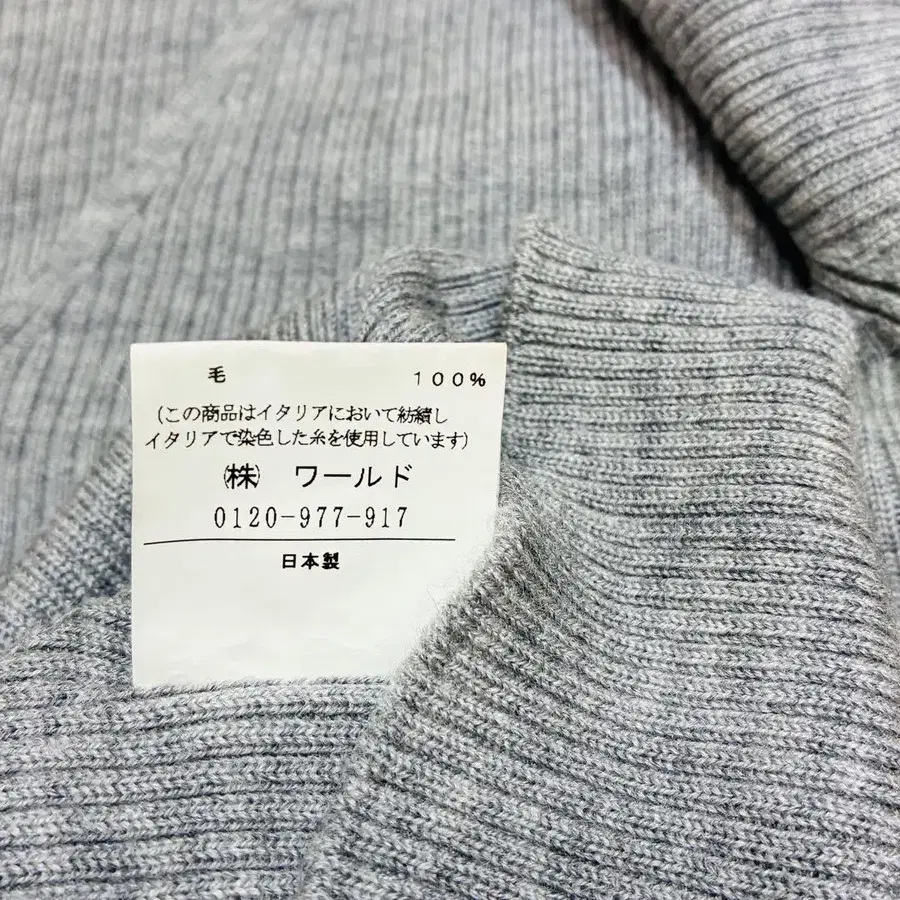 毛 100%
(この商品はイタリアにおいて紡績し
イタリアで染色した糸を使用しています)
㈱ ワールド
0120-977-917
日本製